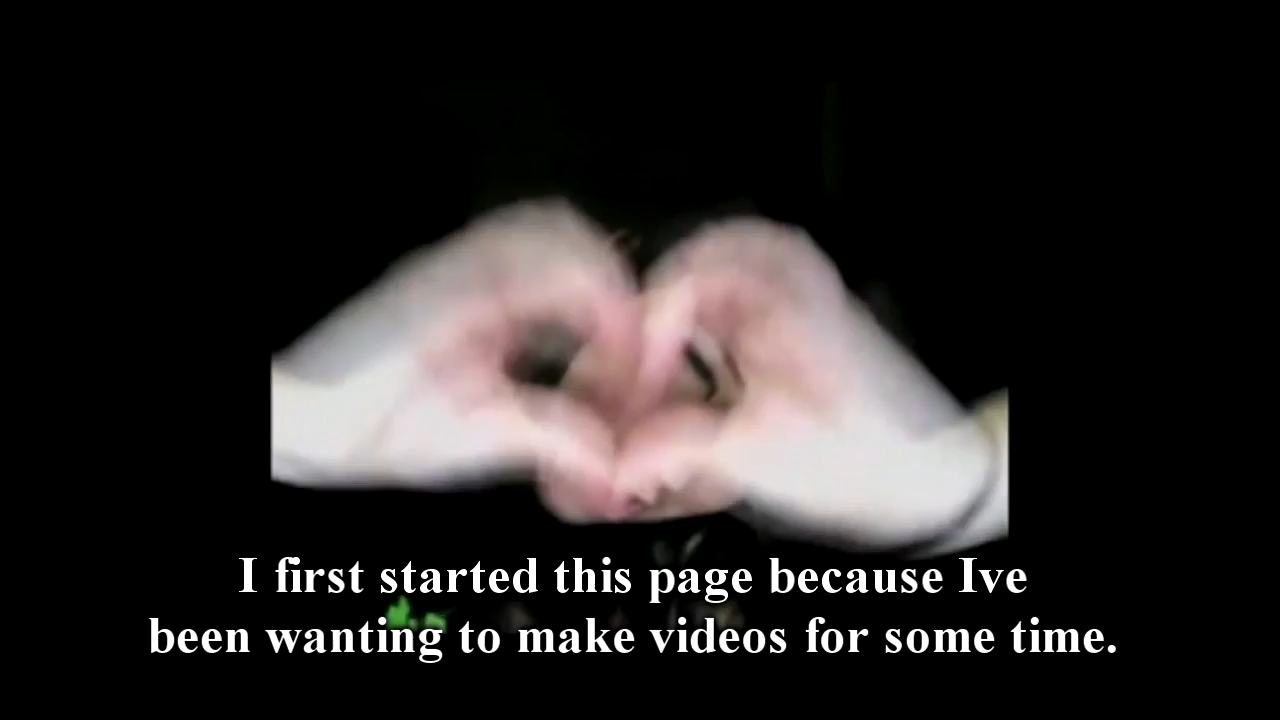 I first started this page because Ive
been wanting to make videos for some time.